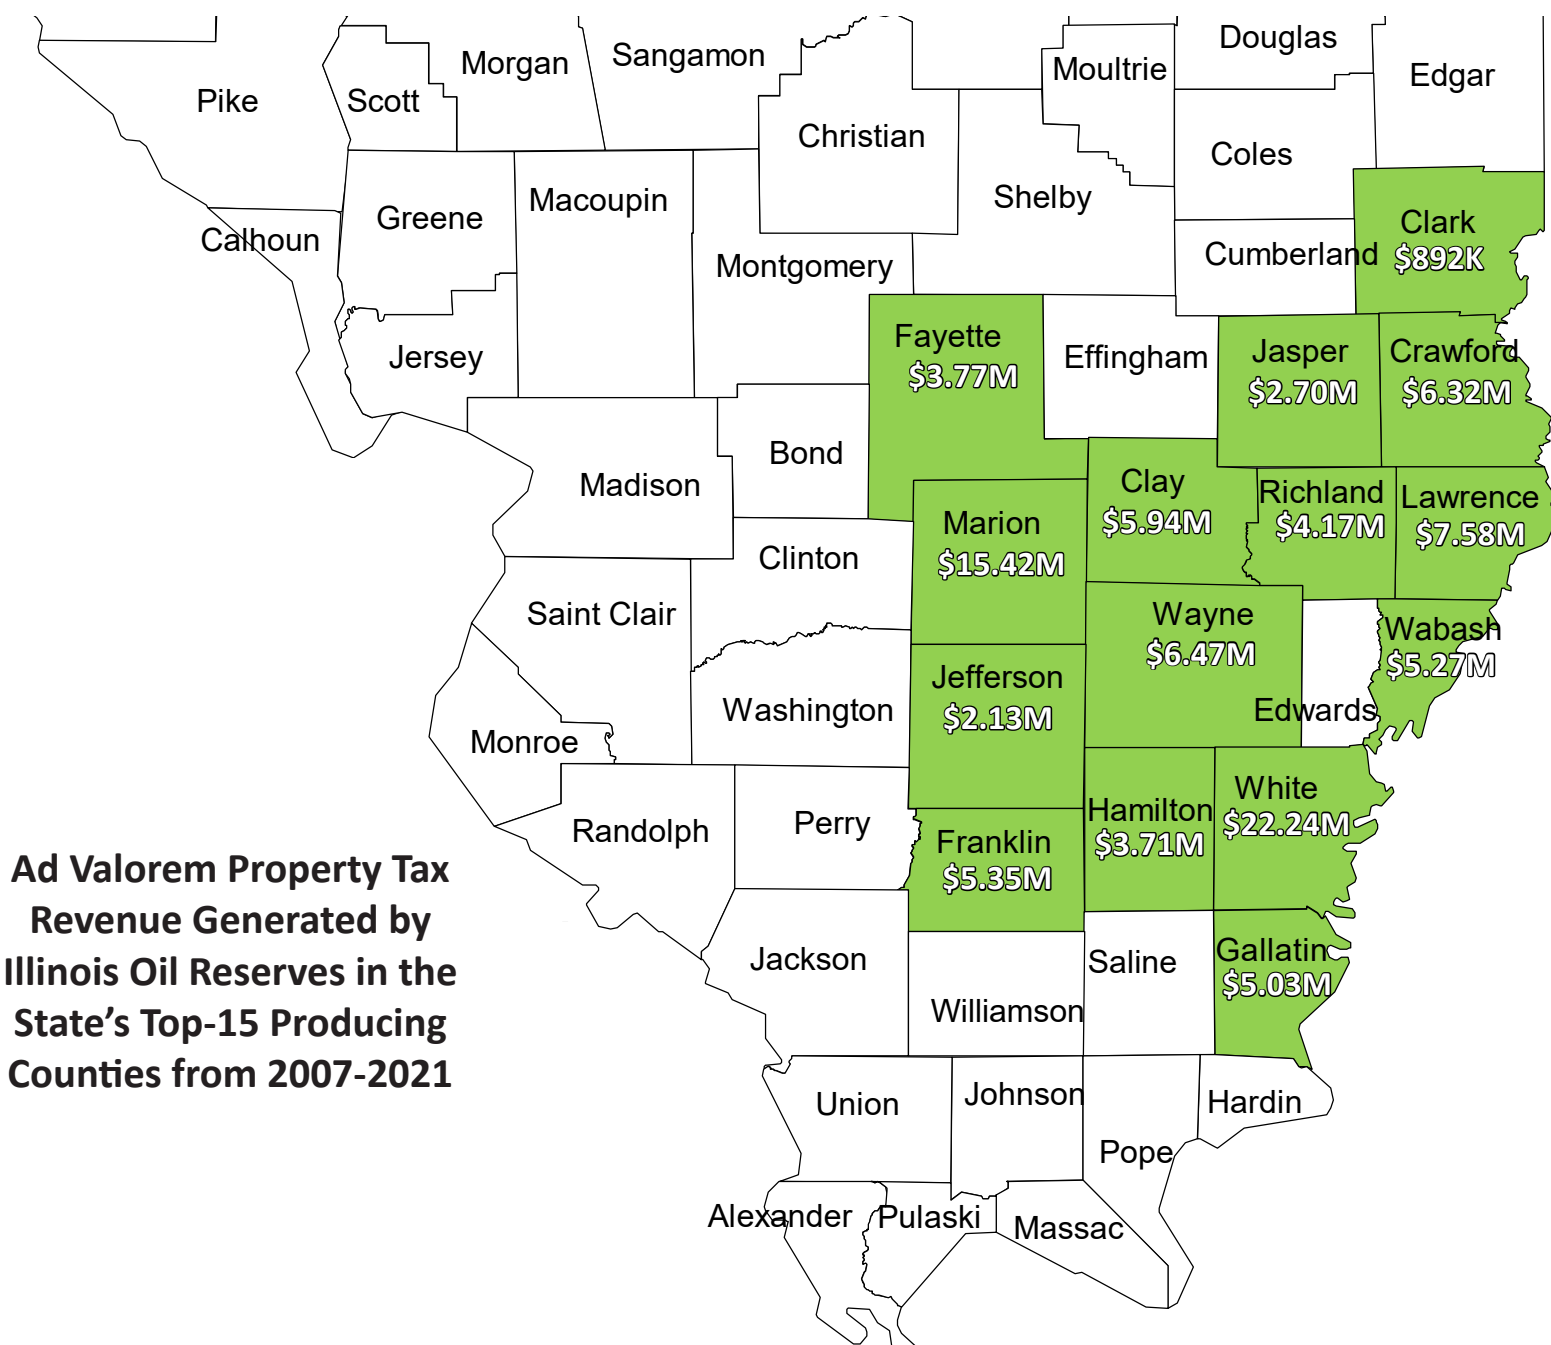 Douglas
Sangamon
Morgan
Moultrie
Edgar
Pike
Scott
Christian
Coles
Shelby
Macoupin
Greene
Clark
$892K
Calhoun
Cumberland
Montgomery
Fayette
$3.77M
Jersey
Effingham
Jasper
$2.70M
Crawford
$6.32M
Bond
Madison
Clay
$5.94M
Richland
$4.17M
Lawrence
$7.58M
Marion
$15.42M
Clinton
Saint Clair
Wayne
$6.47M
Wabash
$5.27M
Jefferson
$2.13M
Washington
Edwards
Monroe
White
$22.24M
Hamilton
$3.71M
Perry
Randolph
Franklin
$5.35M
Ad Valorem Property Tax
Revenue Generated by
Illinois Oil Reserves in the
State’s Top-15 Producing
Counties from 2007-2021
Gallatin
$5.03M
Jackson
Saline
Williamson
Union
Johnson
Hardin
Pope
Alexander
Pulaski
Massac